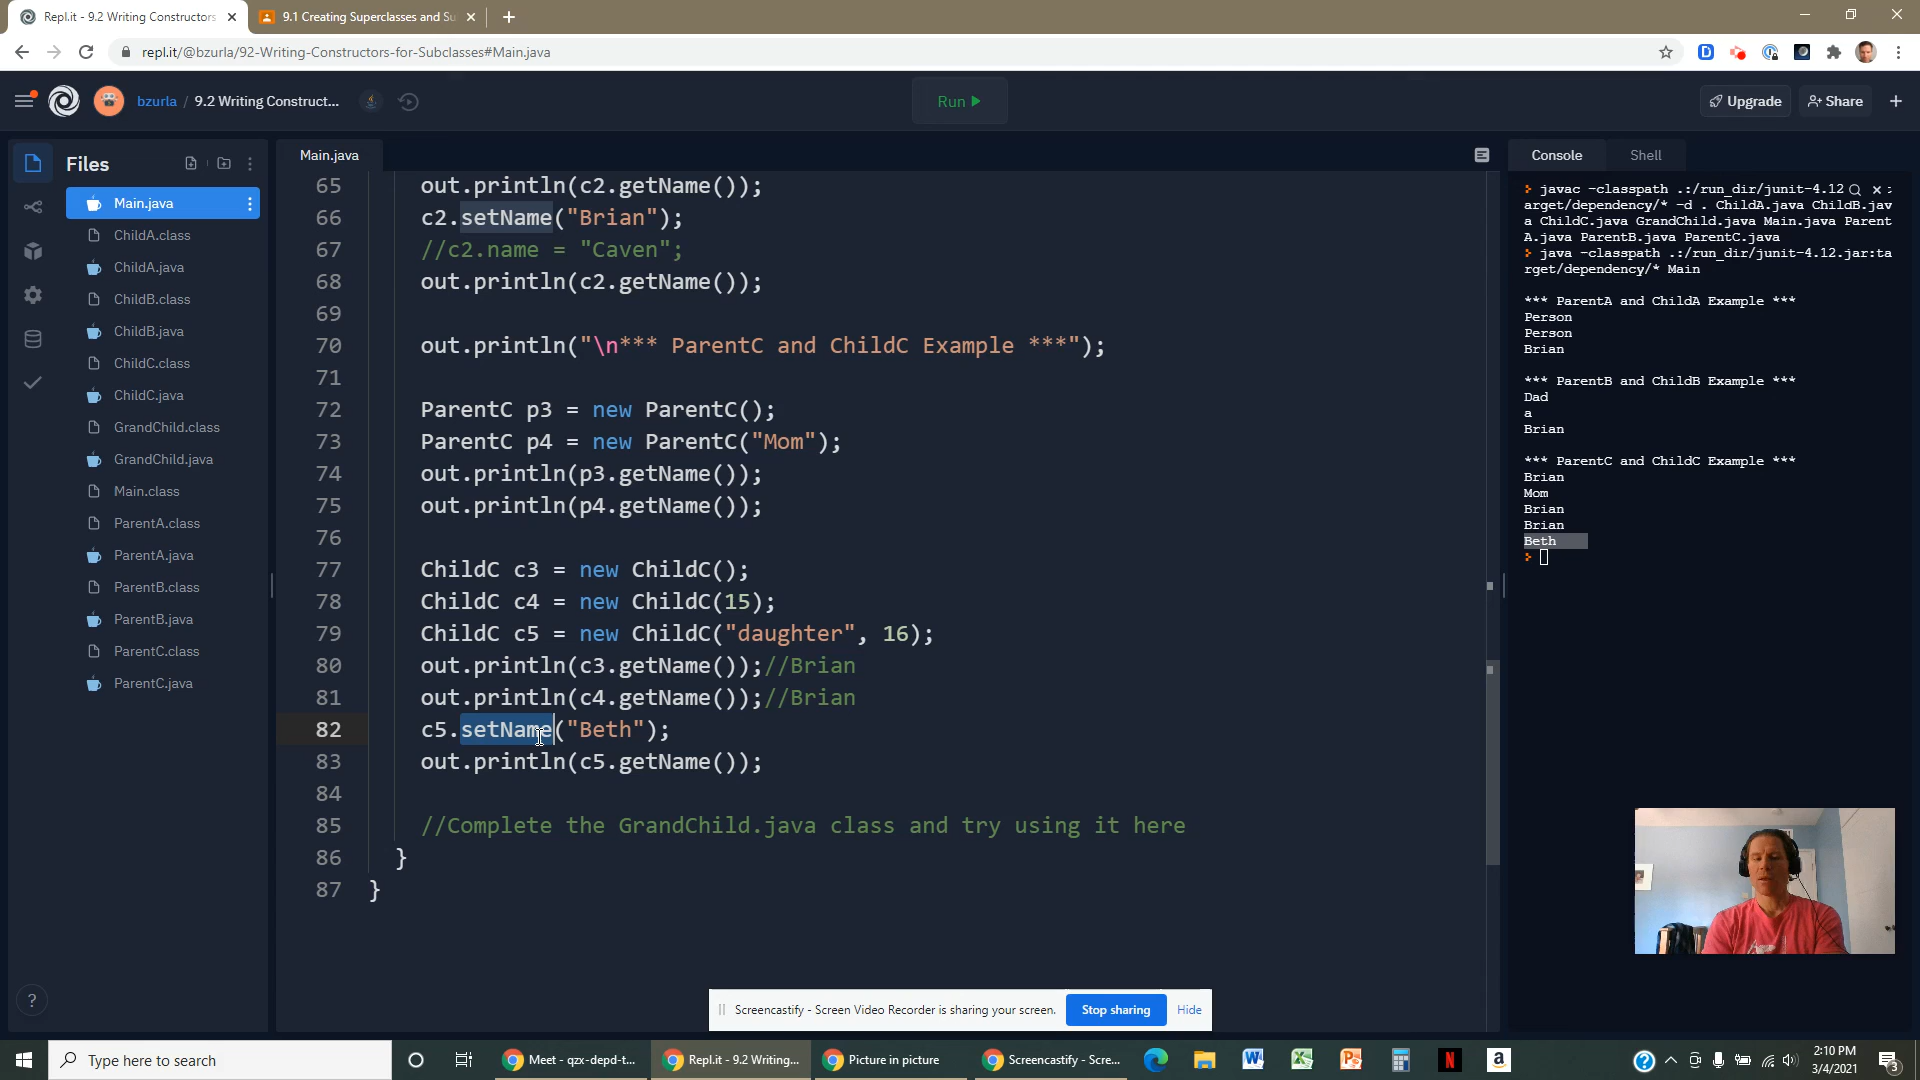 Repl.it - 9.2 Writing Constructors
9.1 Creating Superclasses and Su
repl.it/@bzurla/92-Writing-Constructors-for-Subclasses#Main.java
bzurla / 9.2 Writing Construct...
Run
Upgrade
Share
Files
Main.java
ChildA.class
ChildA.java
ChildB.class
ChildB.java
ChildC.class
ChildC.java
GrandChild.class
GrandChild.java
Main.class
ParentA.class
ParentA.java
ParentB.class
ParentB.java
ParentC.class
ParentC.java
Main.java
65 out.println(c2.getName());
66 c2.setName("Brian");
67 //c2.name = "Caven";
68 out.println(c2.getName());
69
70 out.println("\n*** ParentC and ChildC Example ***");
71
72 ParentC p3 = new ParentC();
73 ParentC p4 = new ParentC("Mom");
74 out.println(p3.getName());
75 out.println(p4.getName());
76
77 ChildC c3 = new ChildC();
78 ChildC c4 = new ChildC(15);
79 ChildC c5 = new ChildC("daughter", 16);
80 out.println(c3.getName());//Brian
81 out.println(c4.getName());//Brian
82 c5.setName("Beth");
83 out.println(c5.getName());
84
85 //Complete the GrandChild.java class and try using it here
86 }
87 }
Console Shell
javac -classpath .:/run_dir/junit-4.12
arget/dependency/* -d . ChildA.java ChildB.jav
a ChildC.java GrandChild.java Main.java Parent
A.java ParentB.java ParentC.java
java -classpath .:/run_dir/junit-4.12.jar:ta
rget/dependency/* Main
*** ParentA and ChildA Example ***
Person
Person
Brian
*** ParentB and ChildB Example ***
Dad
a
Brian
*** ParentC and ChildC Example ***
Brian
Mom
Brian
Brian
Beth
Screencastify - Screen Video Recorder is sharing your screen.
Stop sharing
Hide
Type here to search
Meet - qzx-depd-t...
Repl.it - 9.2 Writing...
Picture in picture
Screencastify - Scre...
2:10 PM
3/4/2021
3